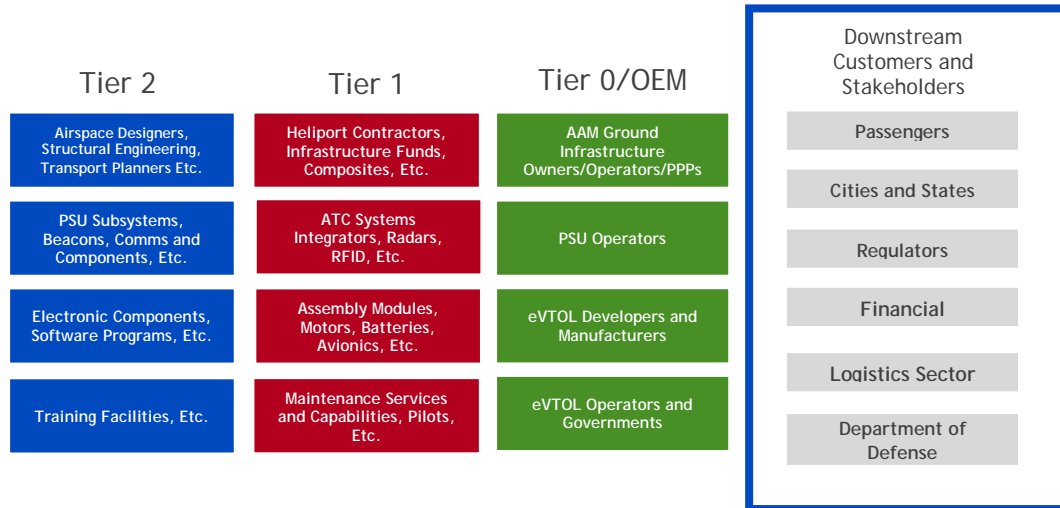 Tier 2
Airspace Designers,
Structural Engineering,
Transport Planners Etc.
PSU Subsystems,
Beacons, Comms and
Components, Etc.
Electronic Components,
Software Programs, Etc.
Training Facilities, Etc.
Tier 1
Heliport Contractors,
Infrastructure Funds,
Composites, Etc.
ATC Systems
Integrators, Radars,
RFID, Etc.
Assembly Modules,
Motors, Batteries,
Avionics, Etc.
Maintenance Services
and Capabilities, Pilots,
Etc.
Tier 0/OEM
AAM Ground
Infrastructure
Owners/Operators/PPPs
PSU Operators
eVTOL Developers and
Manufacturers
eVTOL Operators and
Governments
Downstream
Customers and
Stakeholders
Passengers
Cities and States
Regulators
Financial
Logistics Sector
Department of
Defense